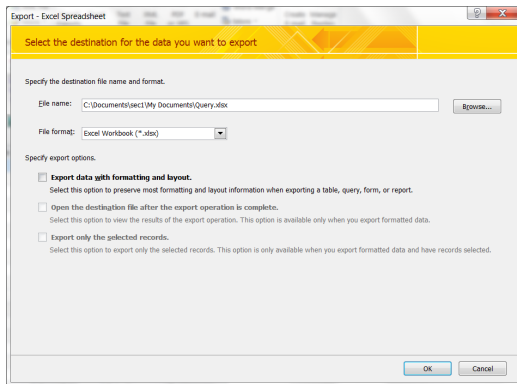 Export - Excel Spreadsheet
Select the destination for the data you want to export
Specify the destination file name and format.
File name: C:\Documents\sec1\My Documents\Query.xlsx Browse...
File format: Excel Workbook (*.xlsx)
Specify export options.
Export data with formatting and layout.
Select this option to preserve most formatting and layout information when exporting a table, query, form, or report.
Open the destination file after the export operation is complete.
Select this option to view the results of the export operation. This option is available only when you export formatted data.
Export only the selected records.
Select this option to export only the selected records. This option is only available when you export formatted data and have records selected.
OK Cancel